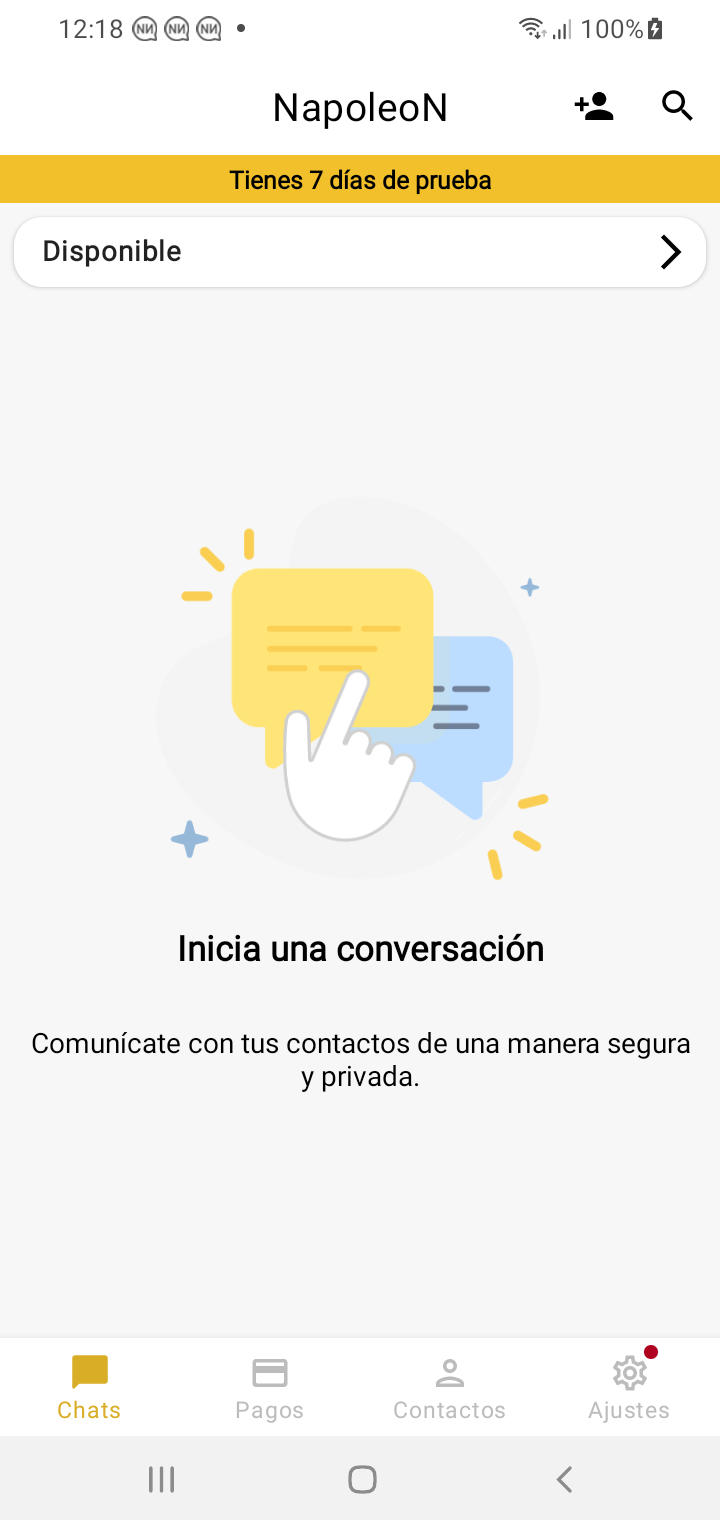 12:18 100%
NapoleoN
Tienes 7 días de prueba
Disponible
Inicia una conversación
Comunícate con tus contactos de una manera segura
y privada.
Chats Pagos Contactos Ajustes